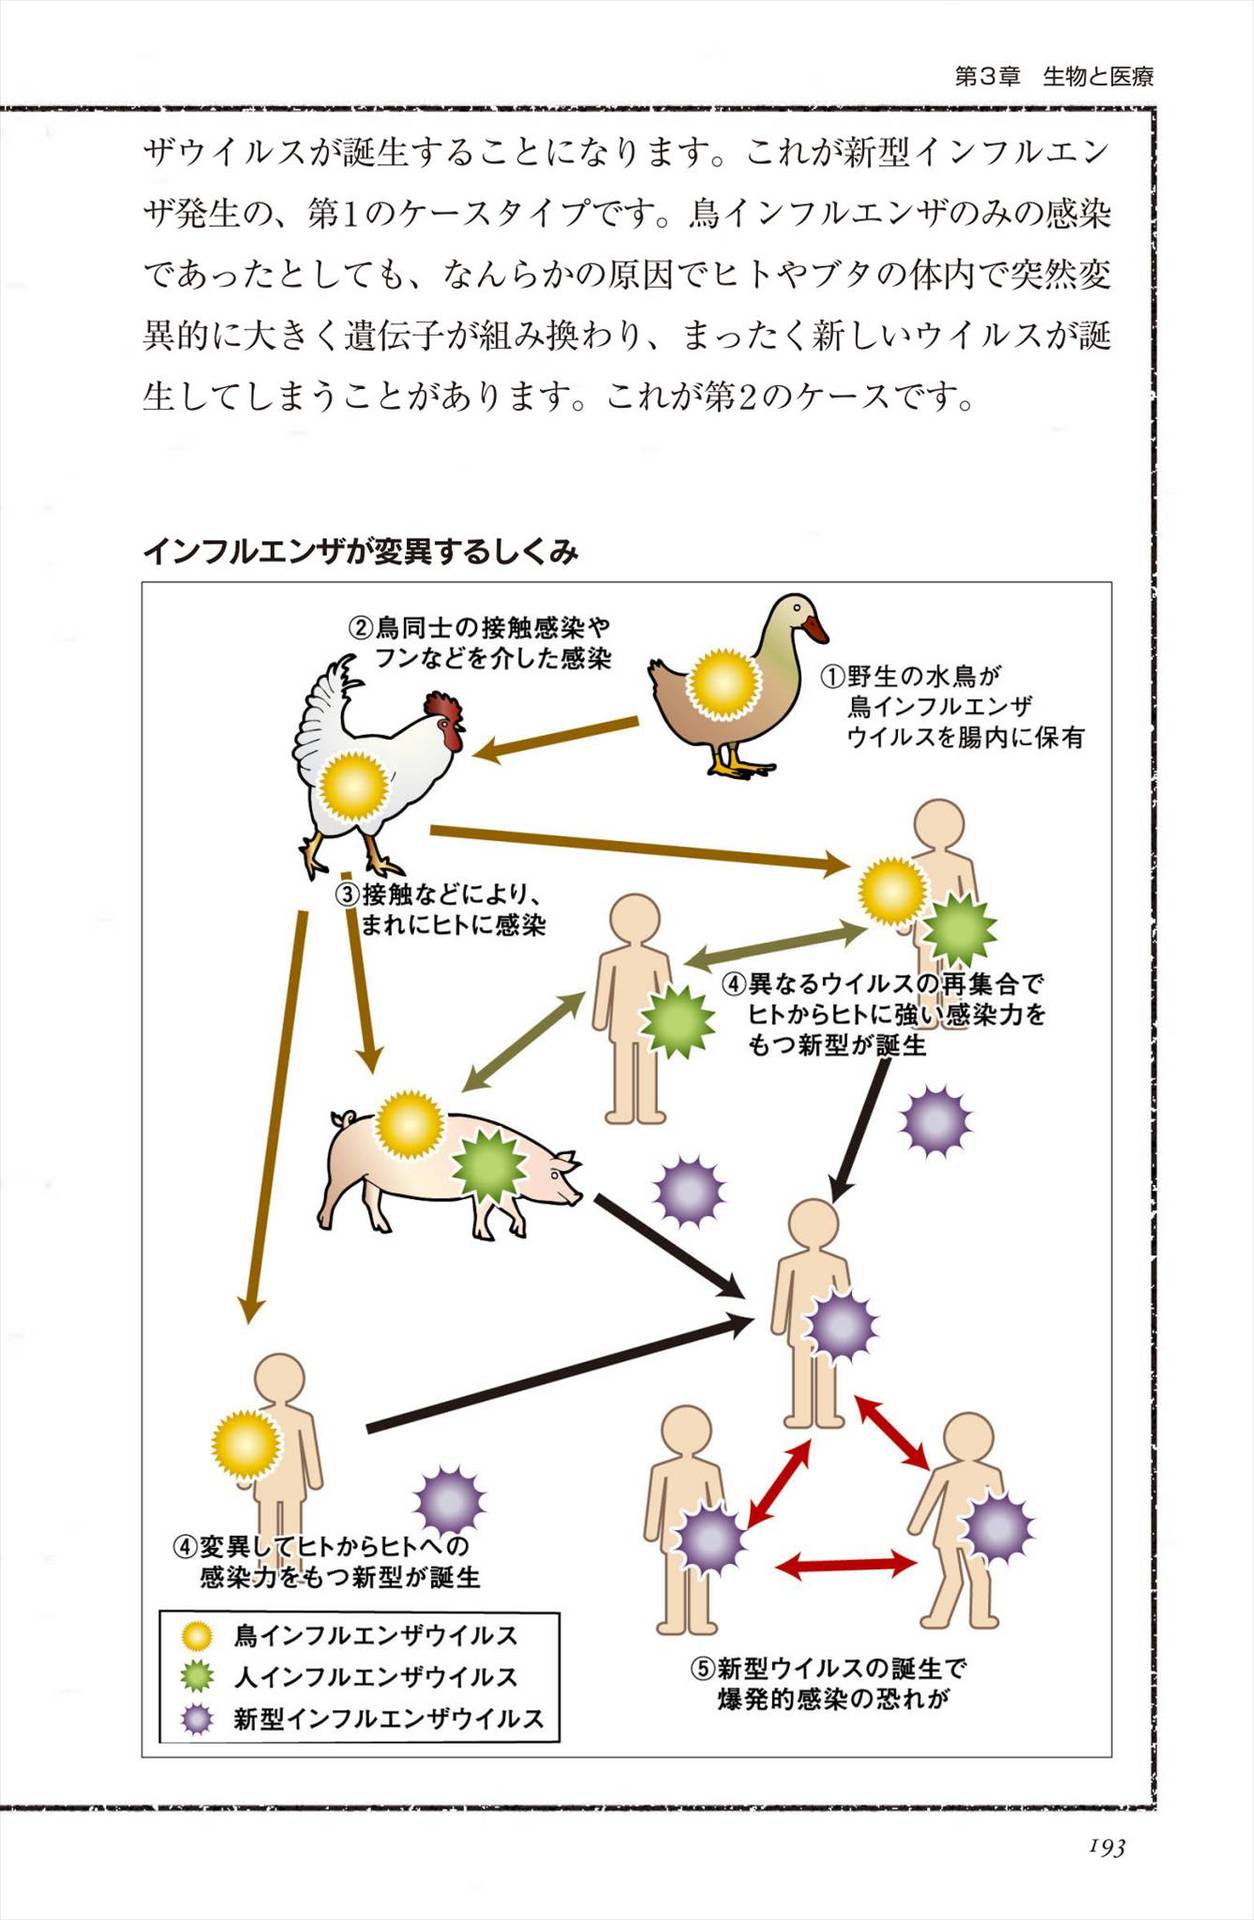 第3章　生物と医療
ザウイルスが誕生することになります。これが新型インフルエン
ザ発生の、第1のケースタイプです。鳥インフルエンザのみの感染
であったとしても、なんらかの原因でヒトやブタの体内で突然変
異的に大きく遺伝子が組み換わり、まったく新しいウイルスが誕
生してしまうことがあります。これが第2のケースです。
インフルエンザが変異するしくみ
②鳥同士の接触感染や
フンなどを介した感染
①野生の水鳥が
鳥インフルエンザ
ウイルスを腸内に保有
③接触などにより、
まれにヒトに感染
④異なるウイルスの再集合で
ヒトからヒトに強い感染力を
もつ新型が誕生
④変異してヒトからヒトへの
感染力をもつ新型が誕生
鳥インフルエンザウイルス
人インフルエンザウイルス
新型インフルエンザウイルス
⑤新型ウイルスの誕生で
爆発的感染の恐れが
193